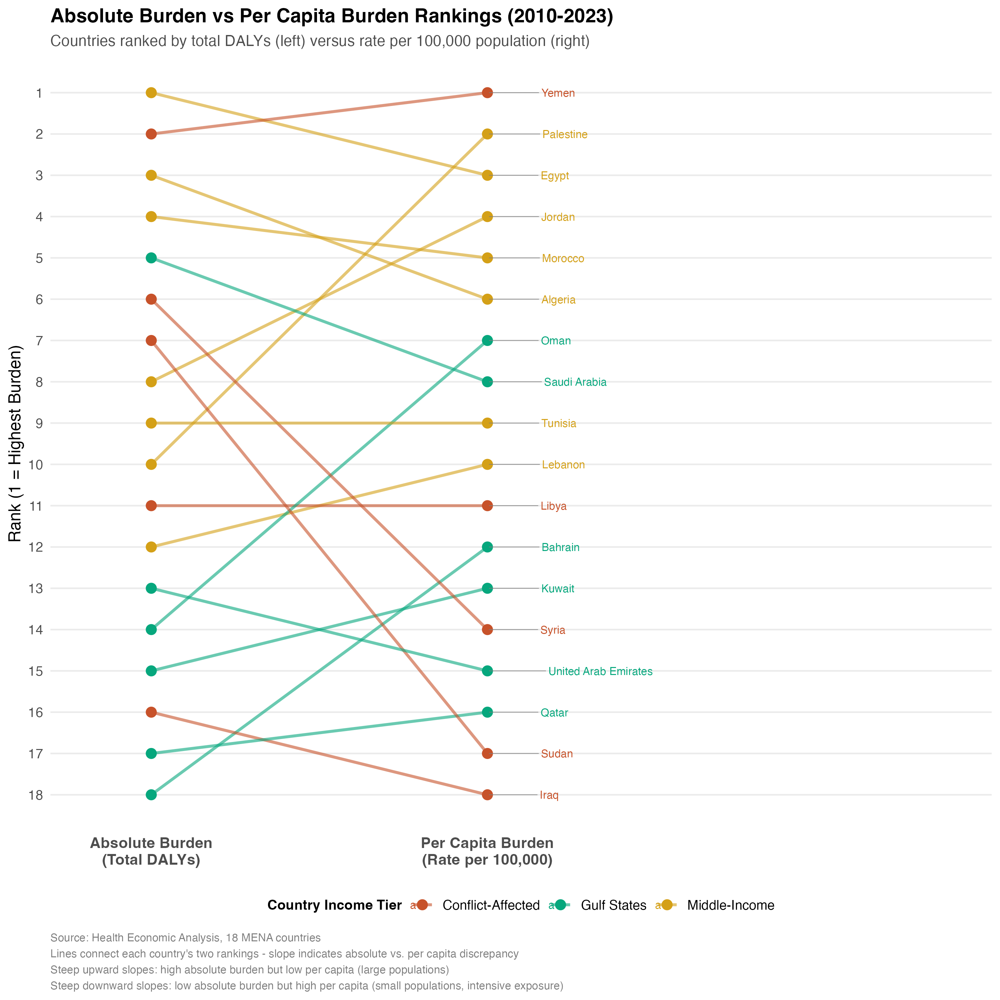 Absolute Burden vs Per Capita Burden Rankings (2010-2023)
Countries ranked by total DALYs (left) versus rate per 100,000 population (right)
Rank (1 = Highest Burden)
1
2
3
4
5
6
7
8
9
10
11
12
13
14
15
16
17
18
Yemen
Palestine
Egypt
Jordan
Morocco
Algeria
Oman
Saudi Arabia
Tunisia
Lebanon
Libya
Bahrain
Kuwait
Syria
United Arab Emirates
Qatar
Sudan
Iraq
Absolute Burden
(Total DALYs)
Per Capita Burden
(Rate per 100,000)
Country Income Tier a Conflict-Affected a Gulf States a Middle-Income
Source: Health Economic Analysis, 18 MENA countries
Lines connect each country's two rankings - slope indicates absolute vs. per capita discrepancy
Steep upward slopes: high absolute burden but low per capita (large populations)
Steep downward slopes: low absolute burden but high per capita (small populations, intensive exposure)